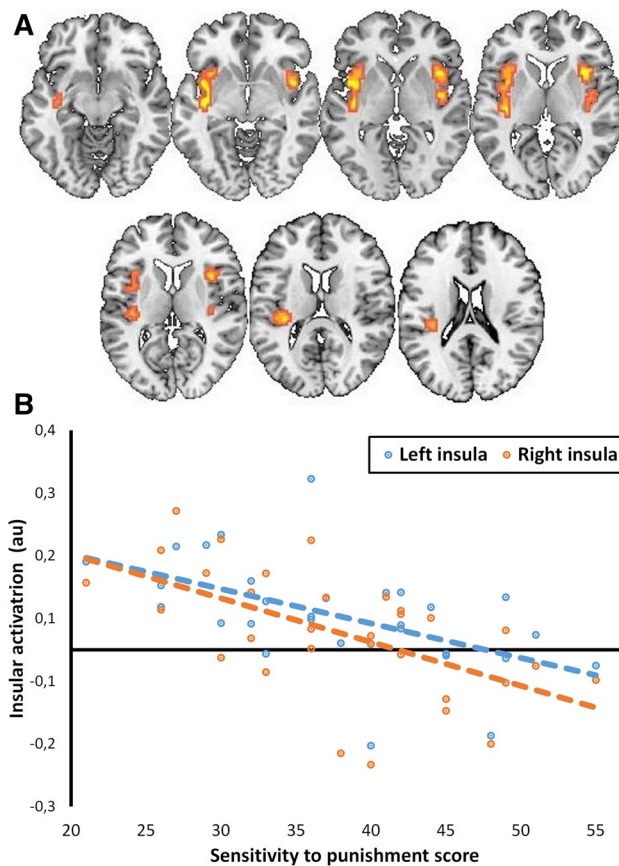 A
B
Insular activatrion (au)
0,4
0,3
0,2
0,1
-0,1
-0,2
-0,3
Left insula Right insula
20 25 30 35 40 45 50 55
Sensitivity to punishment score